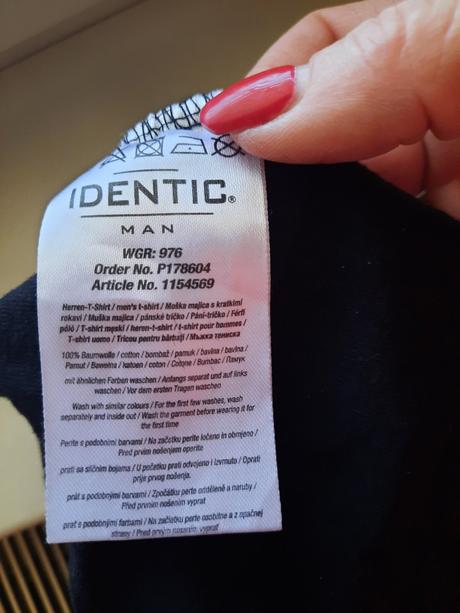 IDENTIC®
MAN
WGR: 976
Order No. P178604
Article No. 1154569
Herren-T-Shirt / men's t-shirt / Moška majica s kratkimi
rokavi / Muška majica / pánské tričko / Páni-tričko / Férfi
póló / T-shirt męski / heren-t-shirt / t-shirt pour hommes /
T-shirt uomo / Tricou pentru bărbaţi / Мъжка тениска
100% Baumwolle / cotton / bombaž / pamuk / bavlna / bavlna /
Pamut / Bawełna / katoen / coton / Cotone / Bumbac / Памук
mit ähnlichen Farben waschen / Anfangs separat und auf links
waschen / Vor dem ersten Tragen waschen
Wash with similar colours / For the first few washes, wash
separately and inside out / Wash the garment before wearing it for
the first time
Perite s podobnimi barvami / Na začetku perite ločeno in obrnjeno /
Pred prvim nošenjem operite
prati sa sličnim bojama / U početku prati odvojeno i izvrnuto / Oprati
prije prvog nošenja.
prát s podobnými barvami / Zpočátku prát odděleně a naruby /
Před prvním nošením vyprat
prať s podobnými farbami / Na začiatku perte osobitne a z opačnej
strany / Pred prvým nosením vyprať